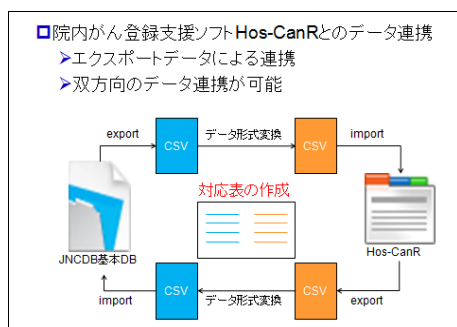 院内がん登録支援ソフトHos-CanRとのデータ連携
エクスポートデータによる連携
双方向のデータ連携が可能
export
CSV
データ形式変換
CSV
import
対応表の作成
JNCDB基本DB
Hos-CanR
import
CSV
データ形式変換
CSV
export